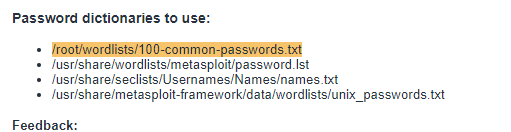 Password dictionaries to use:
/root/wordlists/100-common-passwords.txt
/usr/share/wordlists/metasploit/password.lst
/usr/share/seclists/Usernames/Names/names.txt
/usr/share/metasploit-framework/data/wordlists/unix_passwords.txt
Feedback: